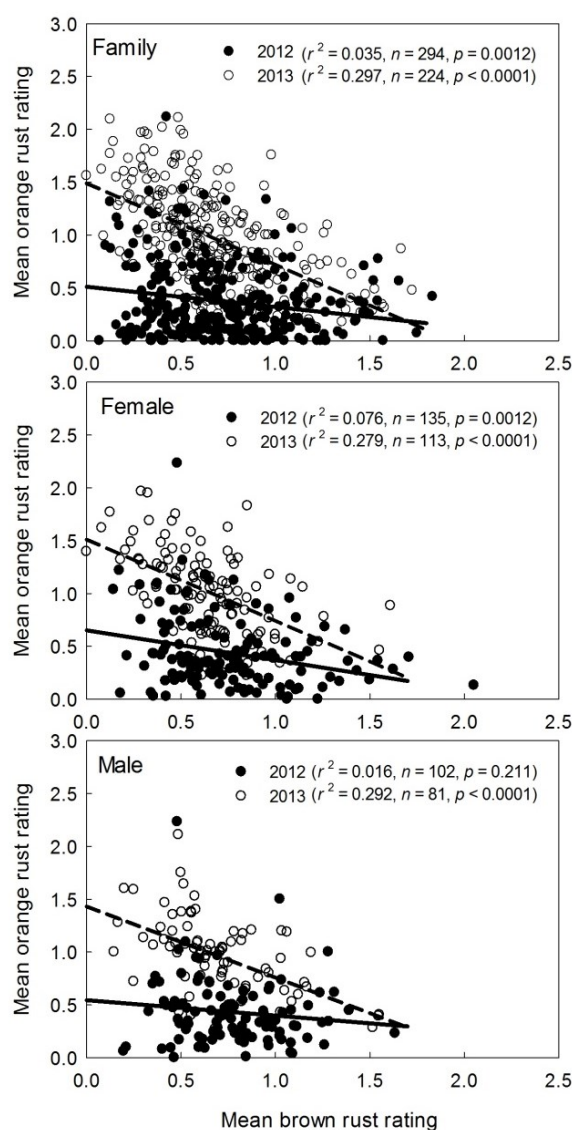 3.0
Family
2012 (r ² = 0.035, n = 294, p = 0.0012)
2013 (r ² = 0.297, n = 224, p < 0.0001)
2.5
2.0
1.5
1.0
0.5
0.0
Mean orange rust rating
0.0 0.5 1.0 1.5 2.0 2.5
3.0
Female
2012 (r ² = 0.076, n = 135, p = 0.0012)
2013 (r ² = 0.279, n = 113, p < 0.0001)
2.5
2.0
1.5
1.0
0.5
0.0
Mean orange rust rating
0.0 0.5 1.0 1.5 2.0 2.5
3.0
Male
2012 (r ² = 0.016, n = 102, p = 0.211)
2013 (r ² = 0.292, n = 81, p < 0.0001)
2.5
2.0
1.5
1.0
0.5
0.0
Mean orange rust rating
0.0 0.5 1.0 1.5 2.0 2.5
Mean brown rust rating